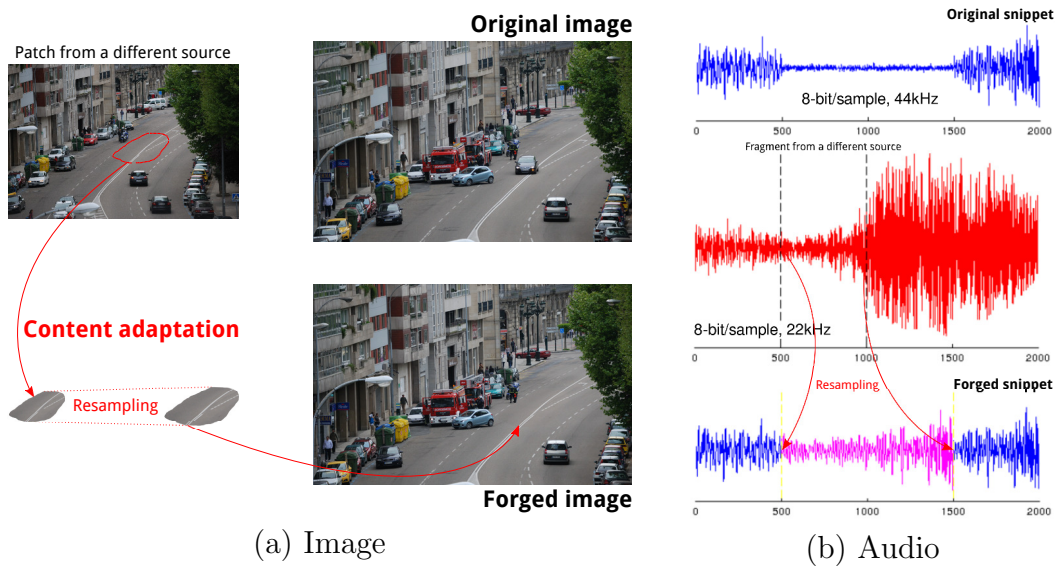 Original image
Patch from a different source
Content adaptation
Resampling
Forged image
(a) Image
Original snippet
8-bit/sample, 44kHz
0 500 1000 1500 2000
Fragment from a different source
8-bit/sample, 22kHz
0 500 1000 1500 2000
Resampling
Forged snippet
0 500 1000 1500 2000
(b) Audio